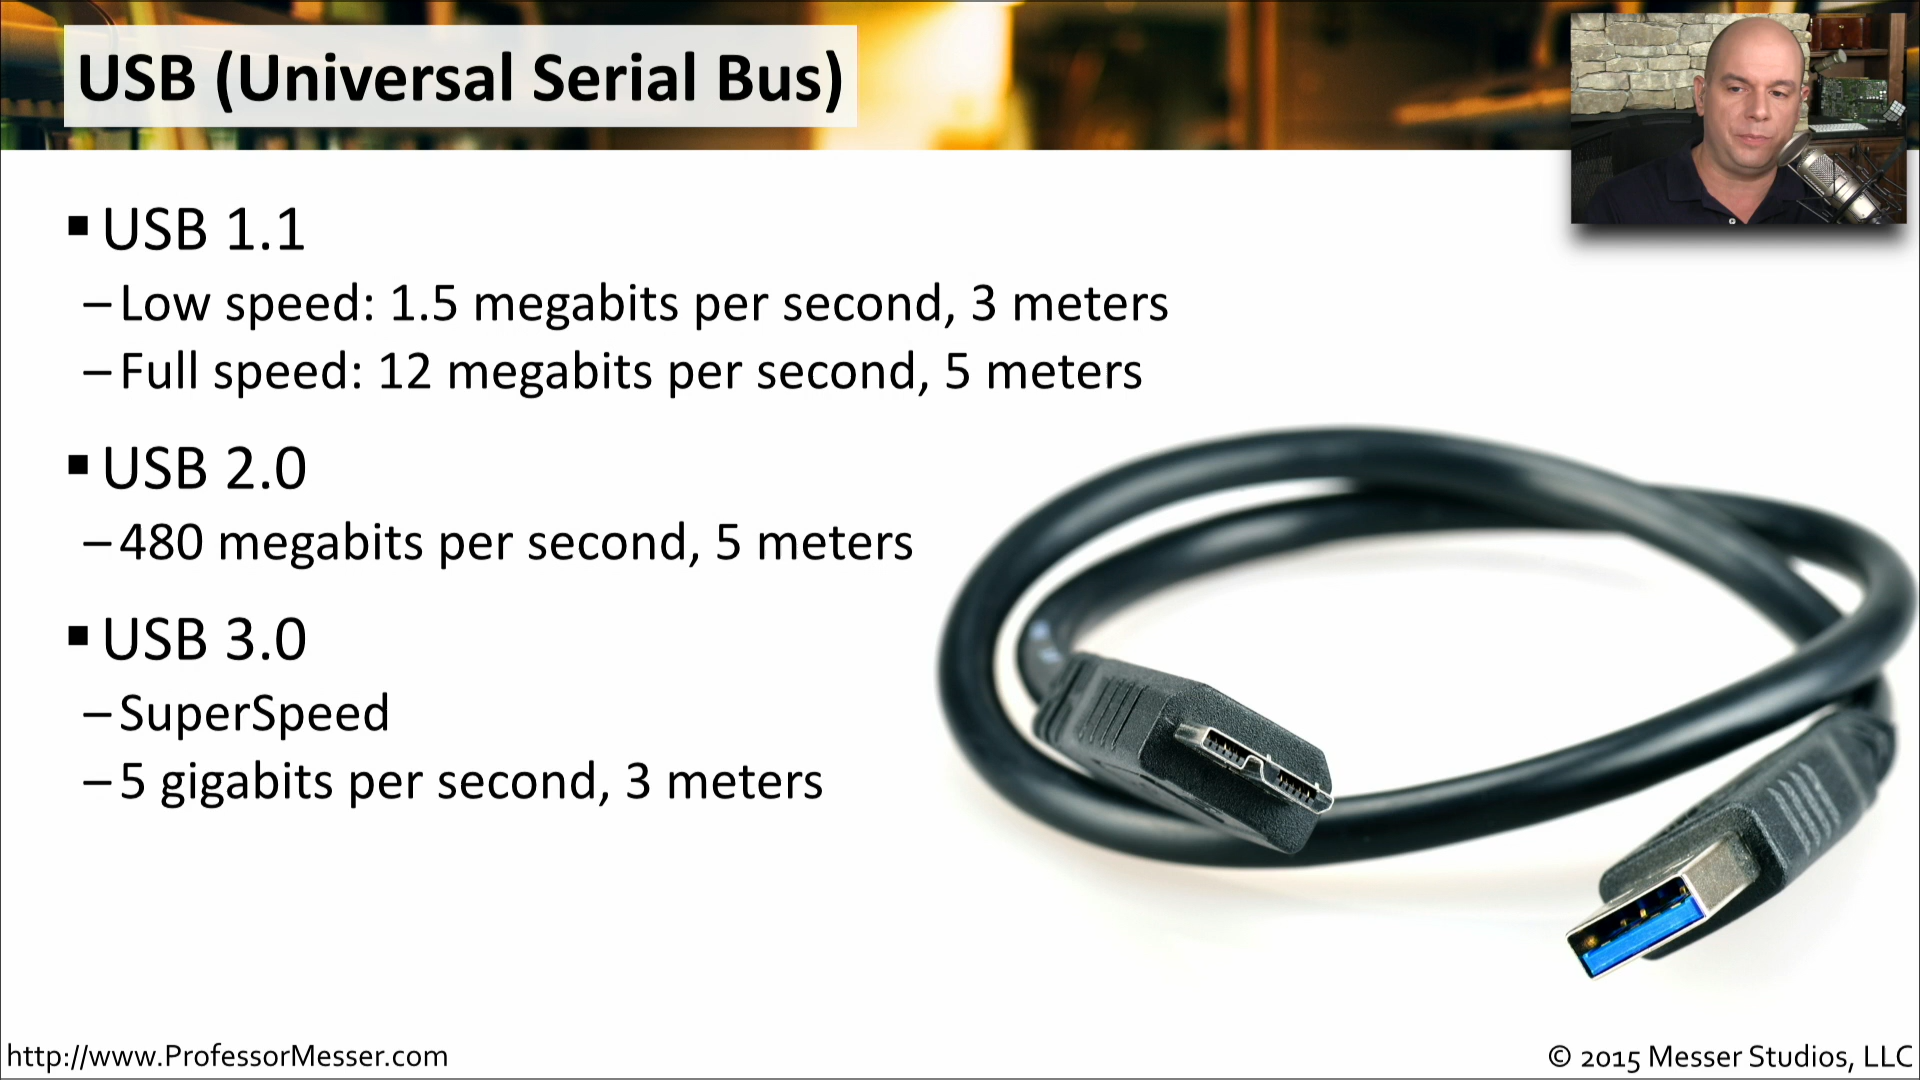 USB (Universal Serial Bus)
▪ USB 1.1
– Low speed: 1.5 megabits per second, 3 meters
– Full speed: 12 megabits per second, 5 meters
▪ USB 2.0
– 480 megabits per second, 5 meters
▪ USB 3.0
– SuperSpeed
– 5 gigabits per second, 3 meters
http://www.ProfessorMesser.com
© 2015 Messer Studios, LLC